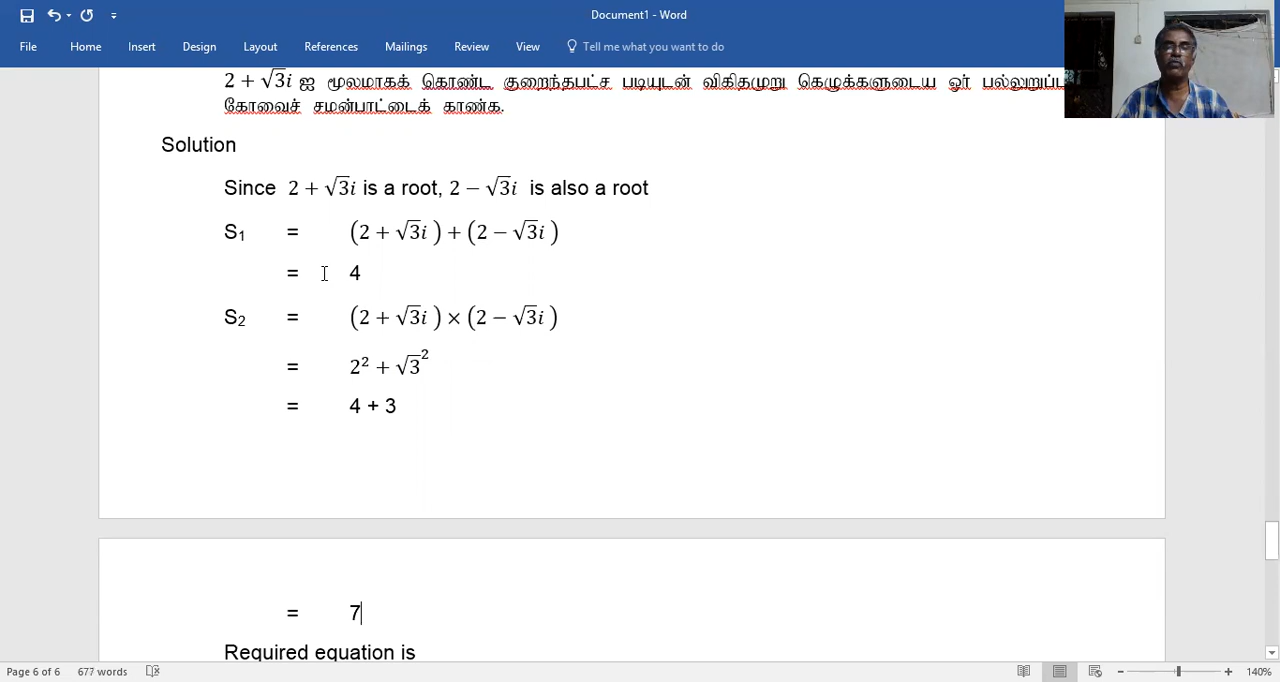 Document1 - Word
File Home Insert Design Layout References Mailings Review View Tell me what you want to do
2 + √3i ஐ மூலமாகக் கொண்ட குறைந்தபட்ச படியுடன் விகிதமுறு கெழுக்களுடைய ஓர் பல்லுறுப்பு
கோவைச் சமன்பாட்டைக் காண்க.
Solution
Since 2 + √3i is a root, 2 − √3i is also a root
S₁ = (2 + √3i ) + (2 − √3i )
= 4
S₂ = (2 + √3i ) × (2 − √3i )
= 2² + √3²
= 4 + 3
= 7
Required equation is
Page 6 of 6 677 words 140%